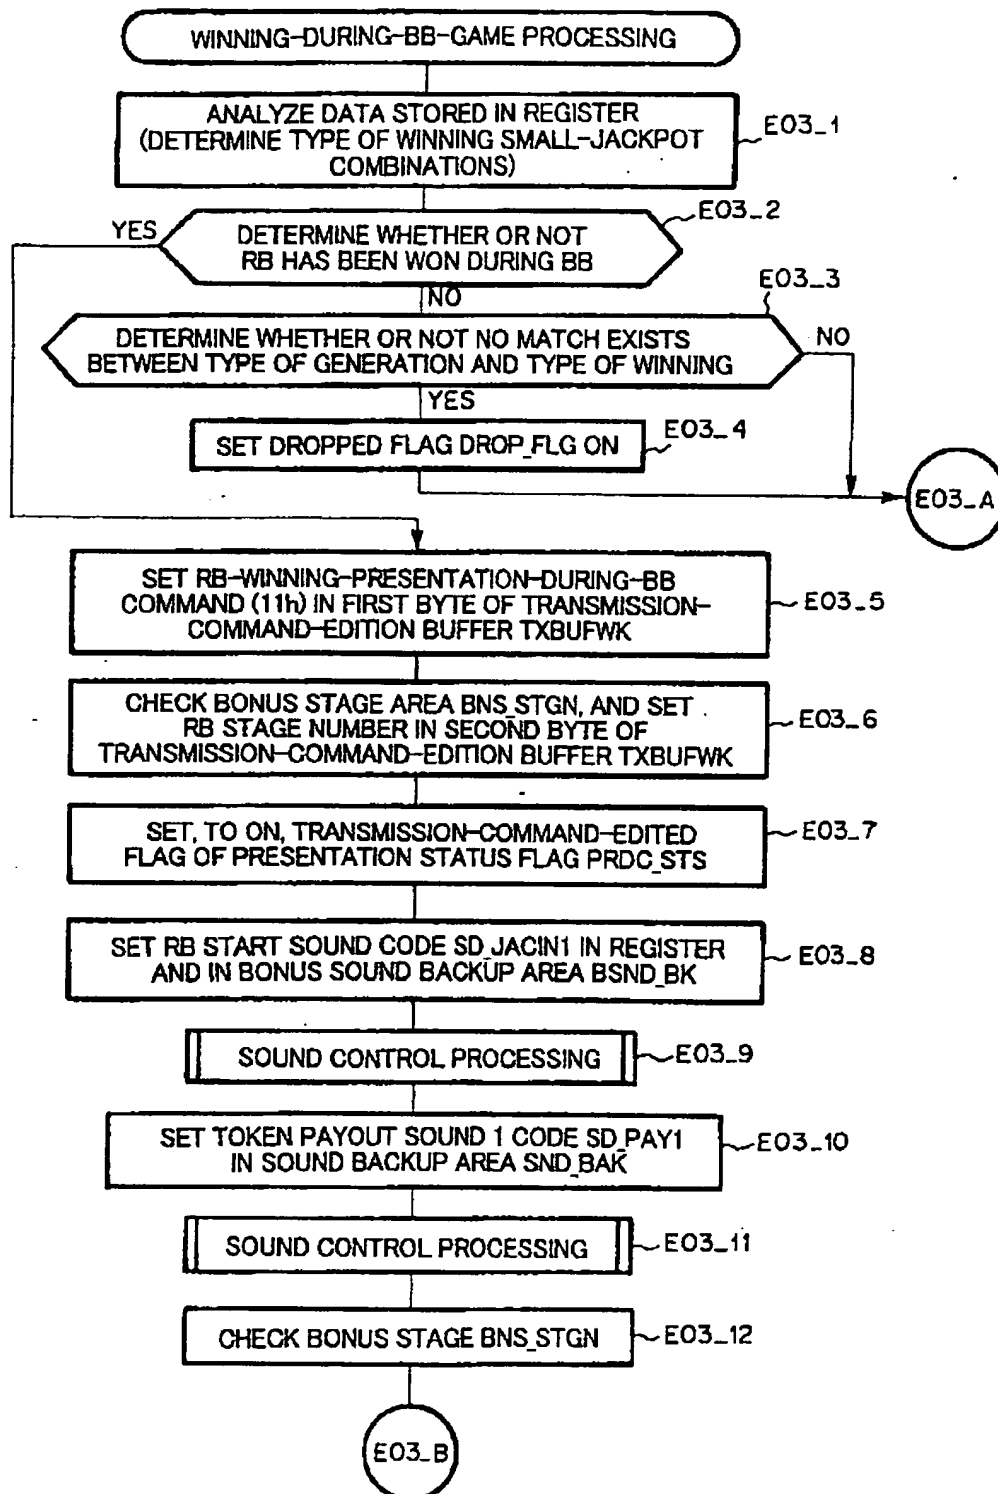 WINNING-DURING-BB-GAME PROCESSING
ANALYZE DATA STORED IN REGISTER
(DETERMINE TYPE OF WINNING SMALL-JACKPOT
COMBINATIONS)
E03_1
E03_2
YES
DETERMINE WHETHER OR NOT
RB HAS BEEN WON DURING BB
NO
E03_3
DETERMINE WHETHER OR NOT NO MATCH EXISTS
BETWEEN TYPE OF GENERATION AND TYPE OF WINNING
NO
YES
SET DROPPED FLAG DROP_FLG ON
E03_4
E03_A
SET RB-WINNING-PRESENTATION-DURING-BB
COMMAND (11h) IN FIRST BYTE OF TRANSMISSION-
COMMAND-EDITION BUFFER TXBUFWK
E03_5
CHECK BONUS STAGE AREA BNS_STGN, AND SET
RB STAGE NUMBER IN SECOND BYTE OF
TRANSMISSION-COMMAND-EDITION BUFFER TXBUFWK
E03_6
SET, TO ON, TRANSMISSION-COMMAND-EDITED
FLAG OF PRESENTATION STATUS FLAG PRDC_STS
E03_7
SET RB START SOUND CODE SD_JACIN1 IN REGISTER
AND IN BONUS SOUND BACKUP AREA BSND_BK
E03_8
SOUND CONTROL PROCESSING
E03_9
SET TOKEN PAYOUT SOUND 1 CODE SD_PAY1
IN SOUND BACKUP AREA SND_BAK
E03_10
SOUND CONTROL PROCESSING
E03_11
CHECK BONUS STAGE BNS_STGN
E03_12
E03_B